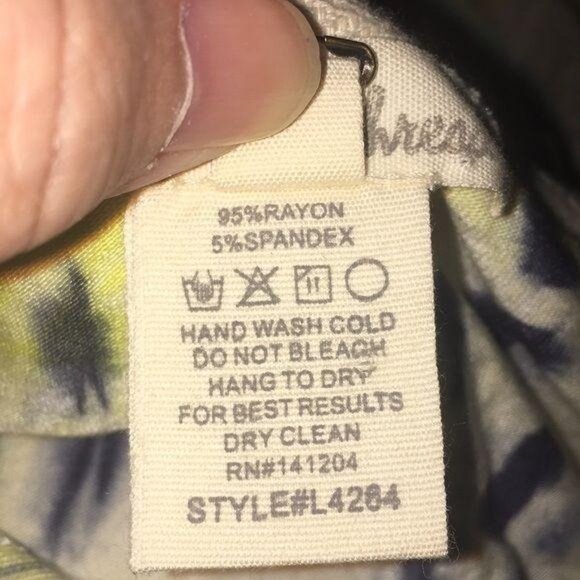 95%RAYON
5%SPANDEX
HAND WASH COLD
DO NOT BLEACH
HANG TO DRY
FOR BEST RESULTS
DRY CLEAN
RN#141204
STYLE#L4264